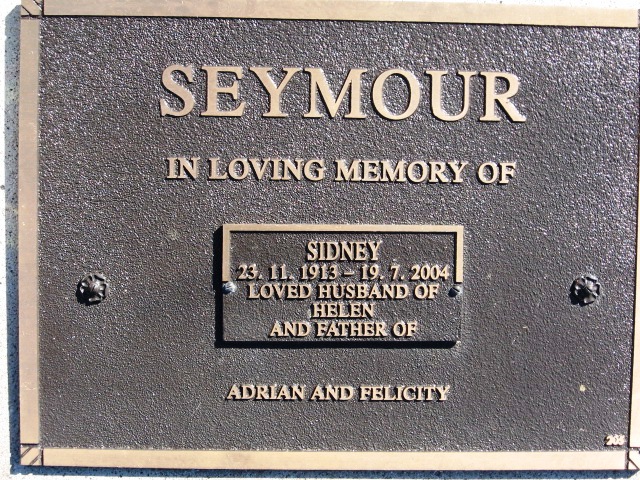 SEYMOUR
IN LOVING MEMORY OF
SIDNEY
23. 11. 1913 - 19. 7. 2004
LOVED HUSBAND OF
HELEN
AND FATHER OF
ADRIAN AND FELICITY